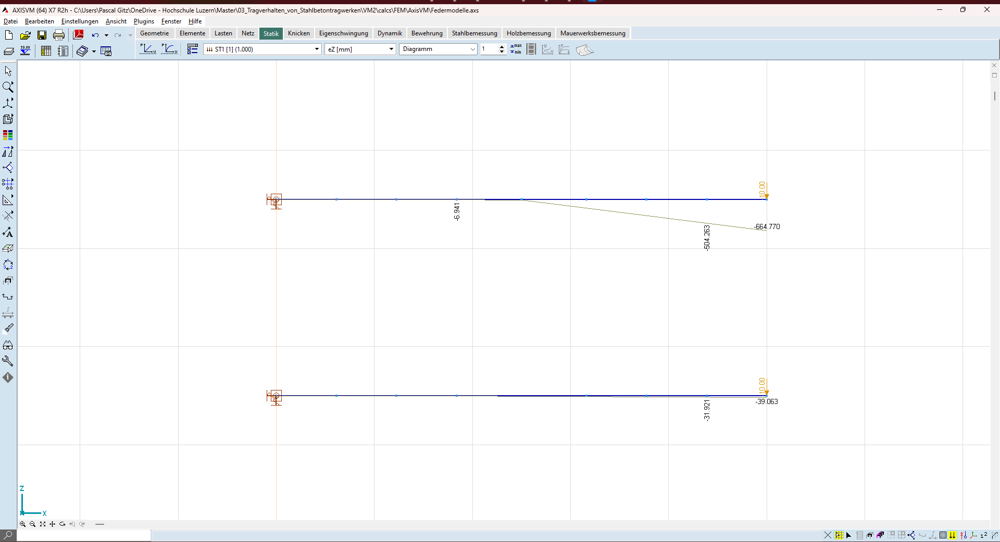 AXISVM (64) X7 R2h - C:\Users\Pascal Gitz\OneDrive - Hochschule Luzern\Master\03_Tragverhalten_von_Stahlbetontragwerken\VM2\calcs\FEM\AxisVM\Federmodelle.axs
Datei Bearbeiten Einstellungen Ansicht Plugins Fenster Hilfe
Geometrie Elemente Lasten Netz Statik Knicken Eigenschwingung Dynamik Bewehrung Stahlbemessung Holzbemessung Mauerwerksbemessung
ST1 [1] (1.000) eZ [mm] Diagramm 1 max
min
10.00
-6.941
-664.770
-504.263
10.00
-39.063
-31.921
Z
X